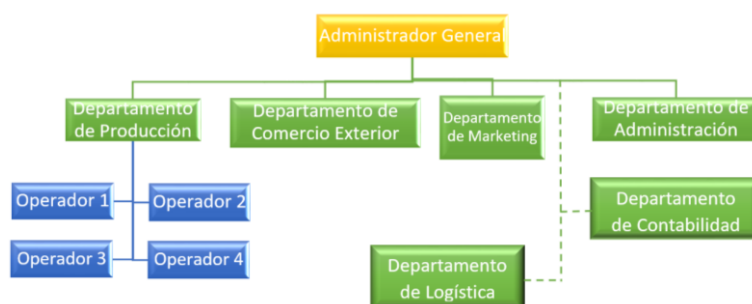 Administrador General
Departamento
de Producción
Departamento de
Comercio Exterior
Departamento
de Marketing
Departamento de
Administración
Operador 1
Operador 2
Operador 3
Operador 4
Departamento
de Contabilidad
Departamento
de Logística